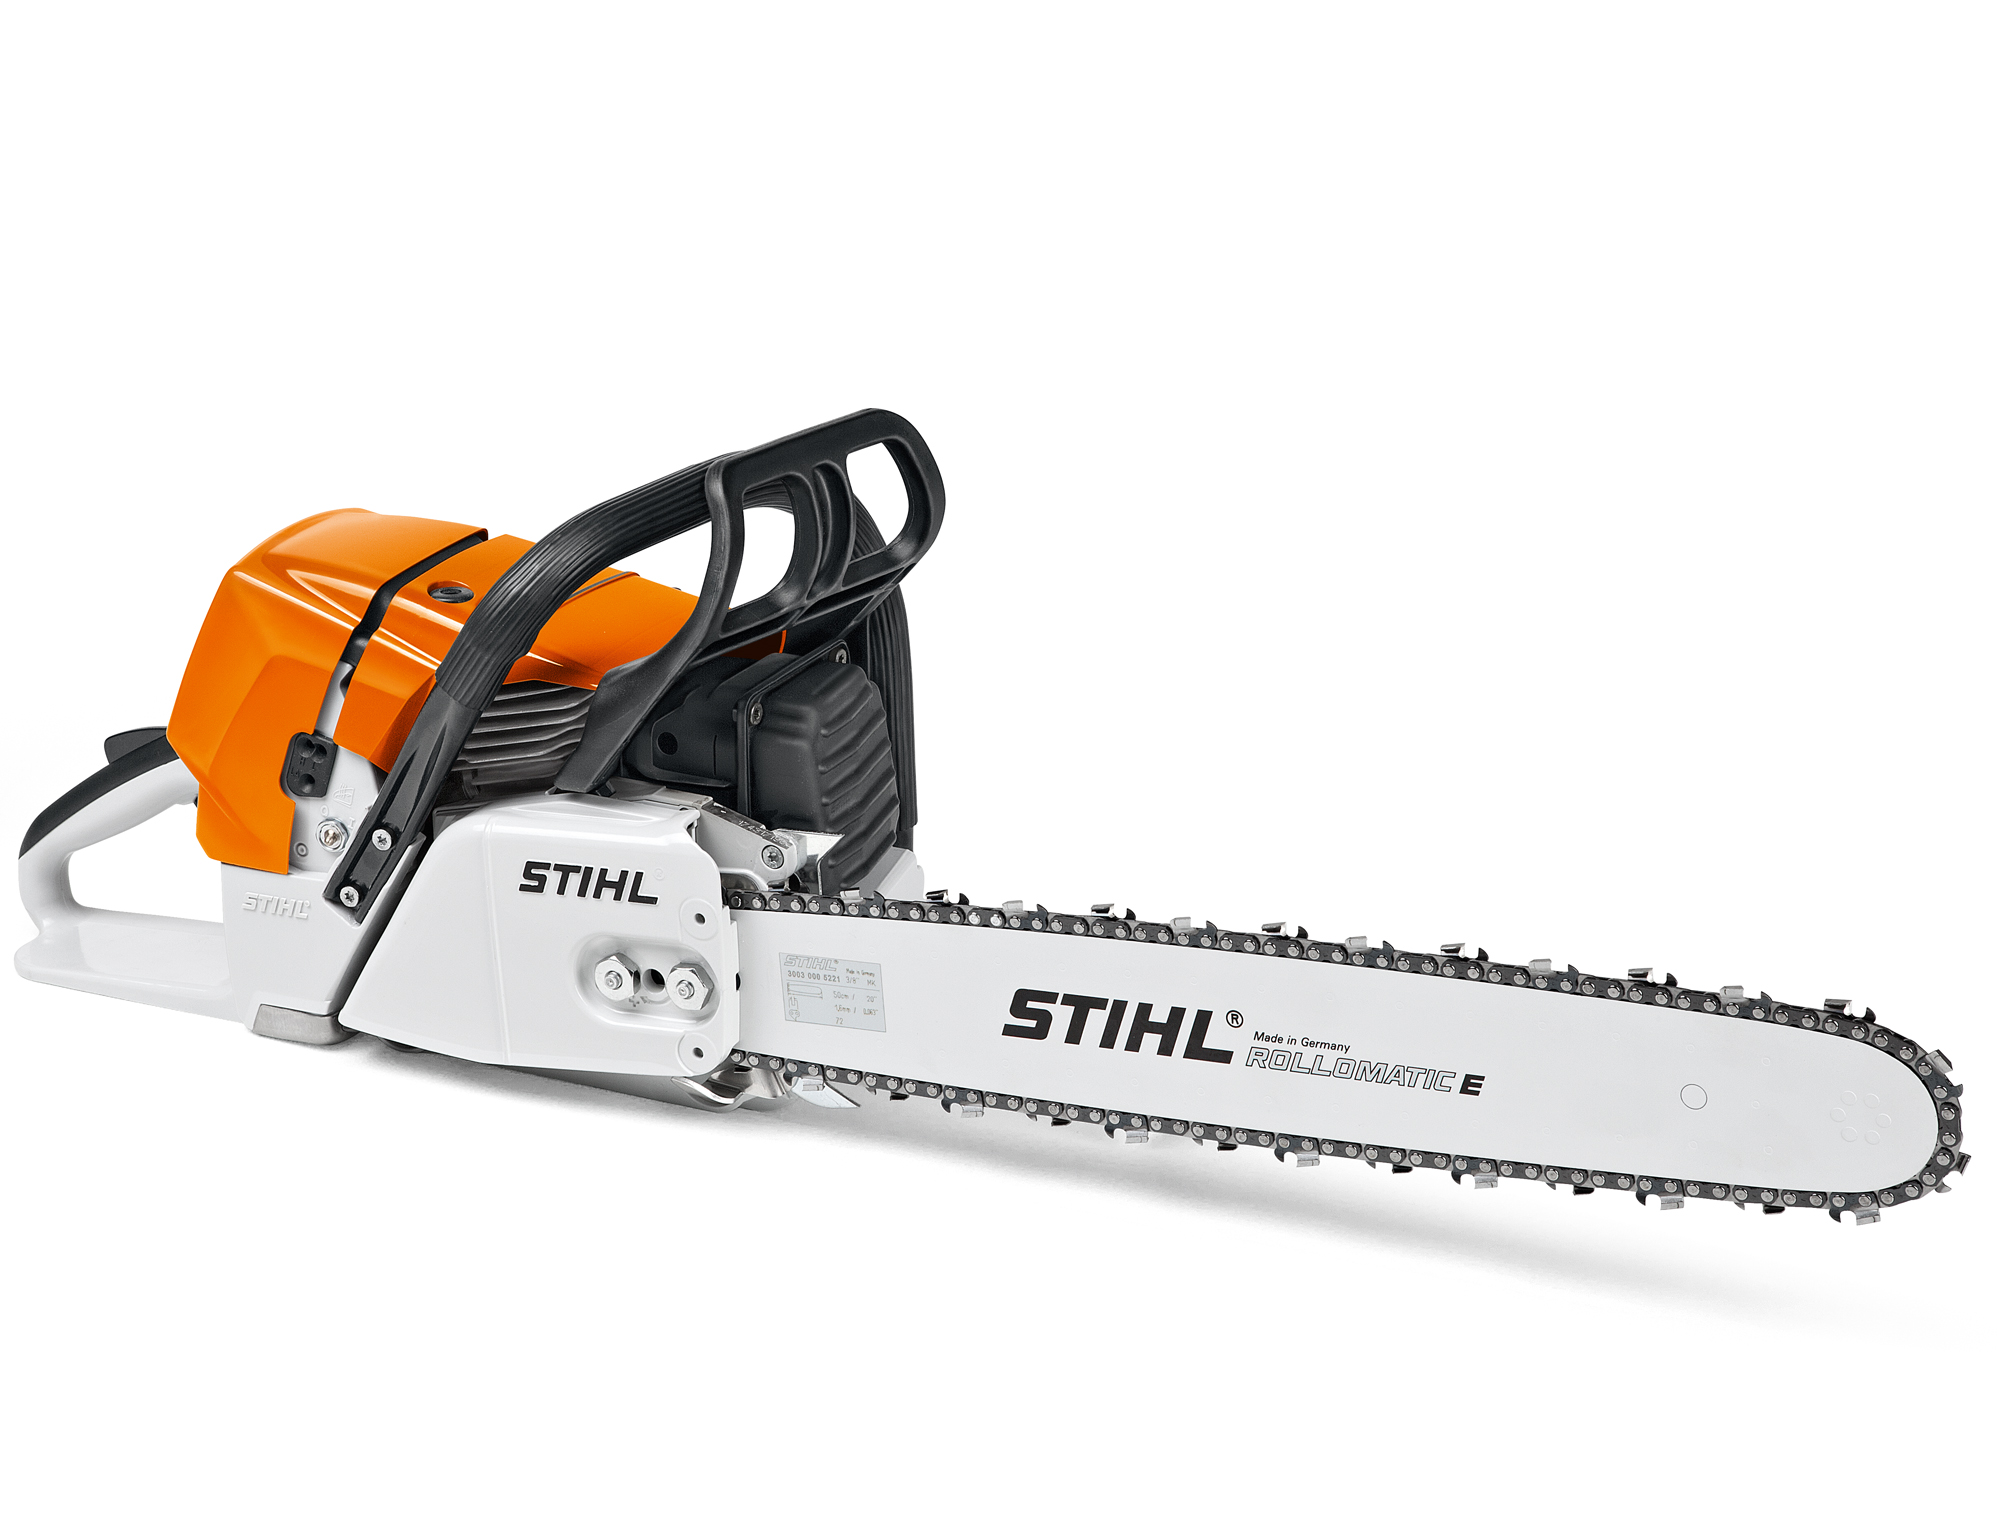 STIHL
STIHL
STIHL
3003 000 5221 3/8"
Made in Germany
50cm / 20"
1,6mm / 0,063"
72
STIHL®
Made in Germany
ROLLOMATIC E